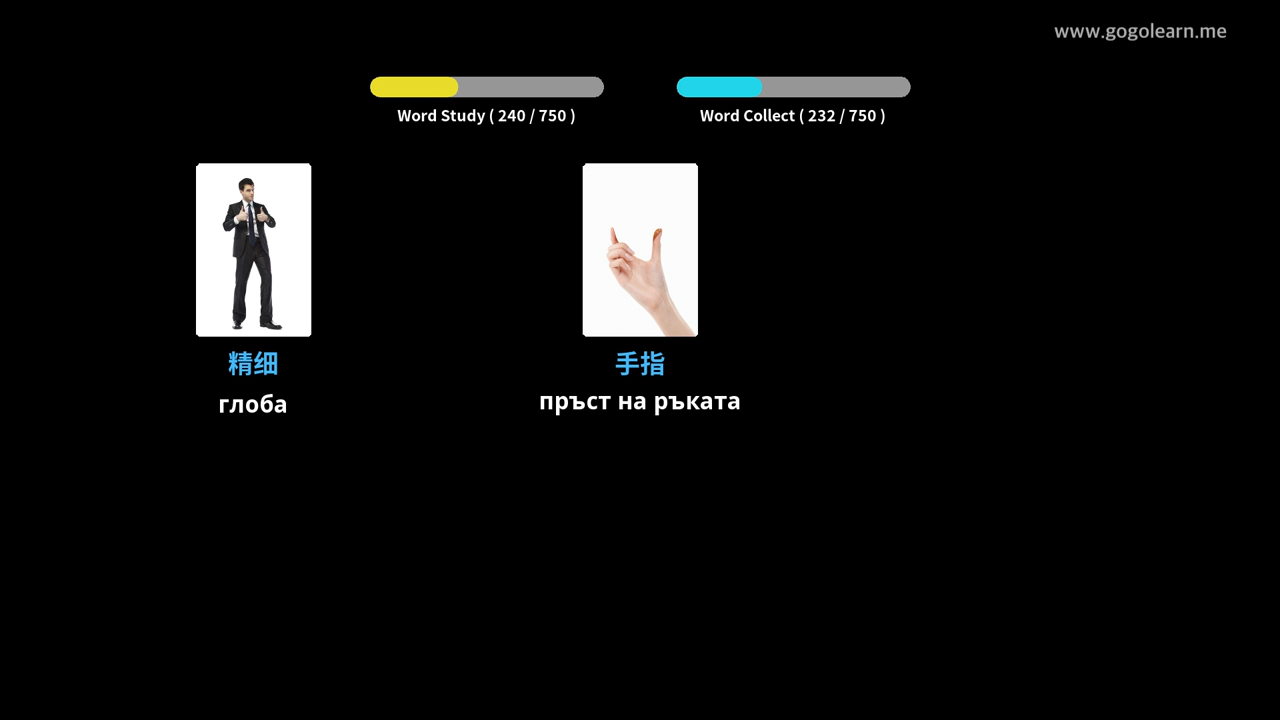 www.gogolearn.me
Word Study ( 240 / 750 )
Word Collect ( 232 / 750 )
精细
глоба
手指
пръст на ръката